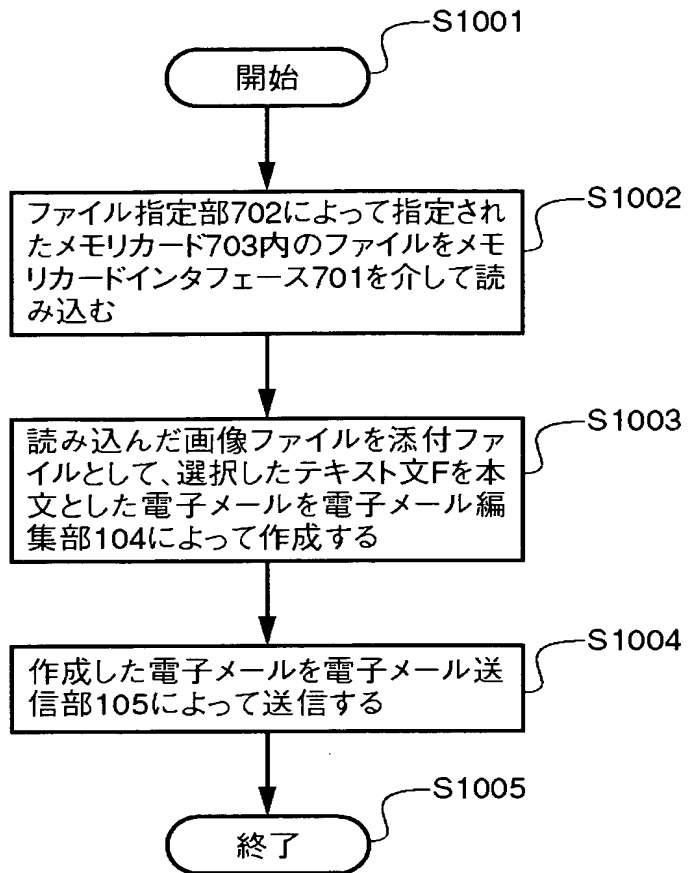 S1001
開始
S1002
ファイル指定部702によって指定され
たメモリカード703内のファイルをメモ
リカードインタフェース701を介して読
み込む
S1003
読み込んだ画像ファイルを添付ファ
イルとして、選択したテキスト文Fを本
文とした電子メールを電子メール編
集部104によって作成する
S1004
作成した電子メールを電子メール送
信部105によって送信する
S1005
終了